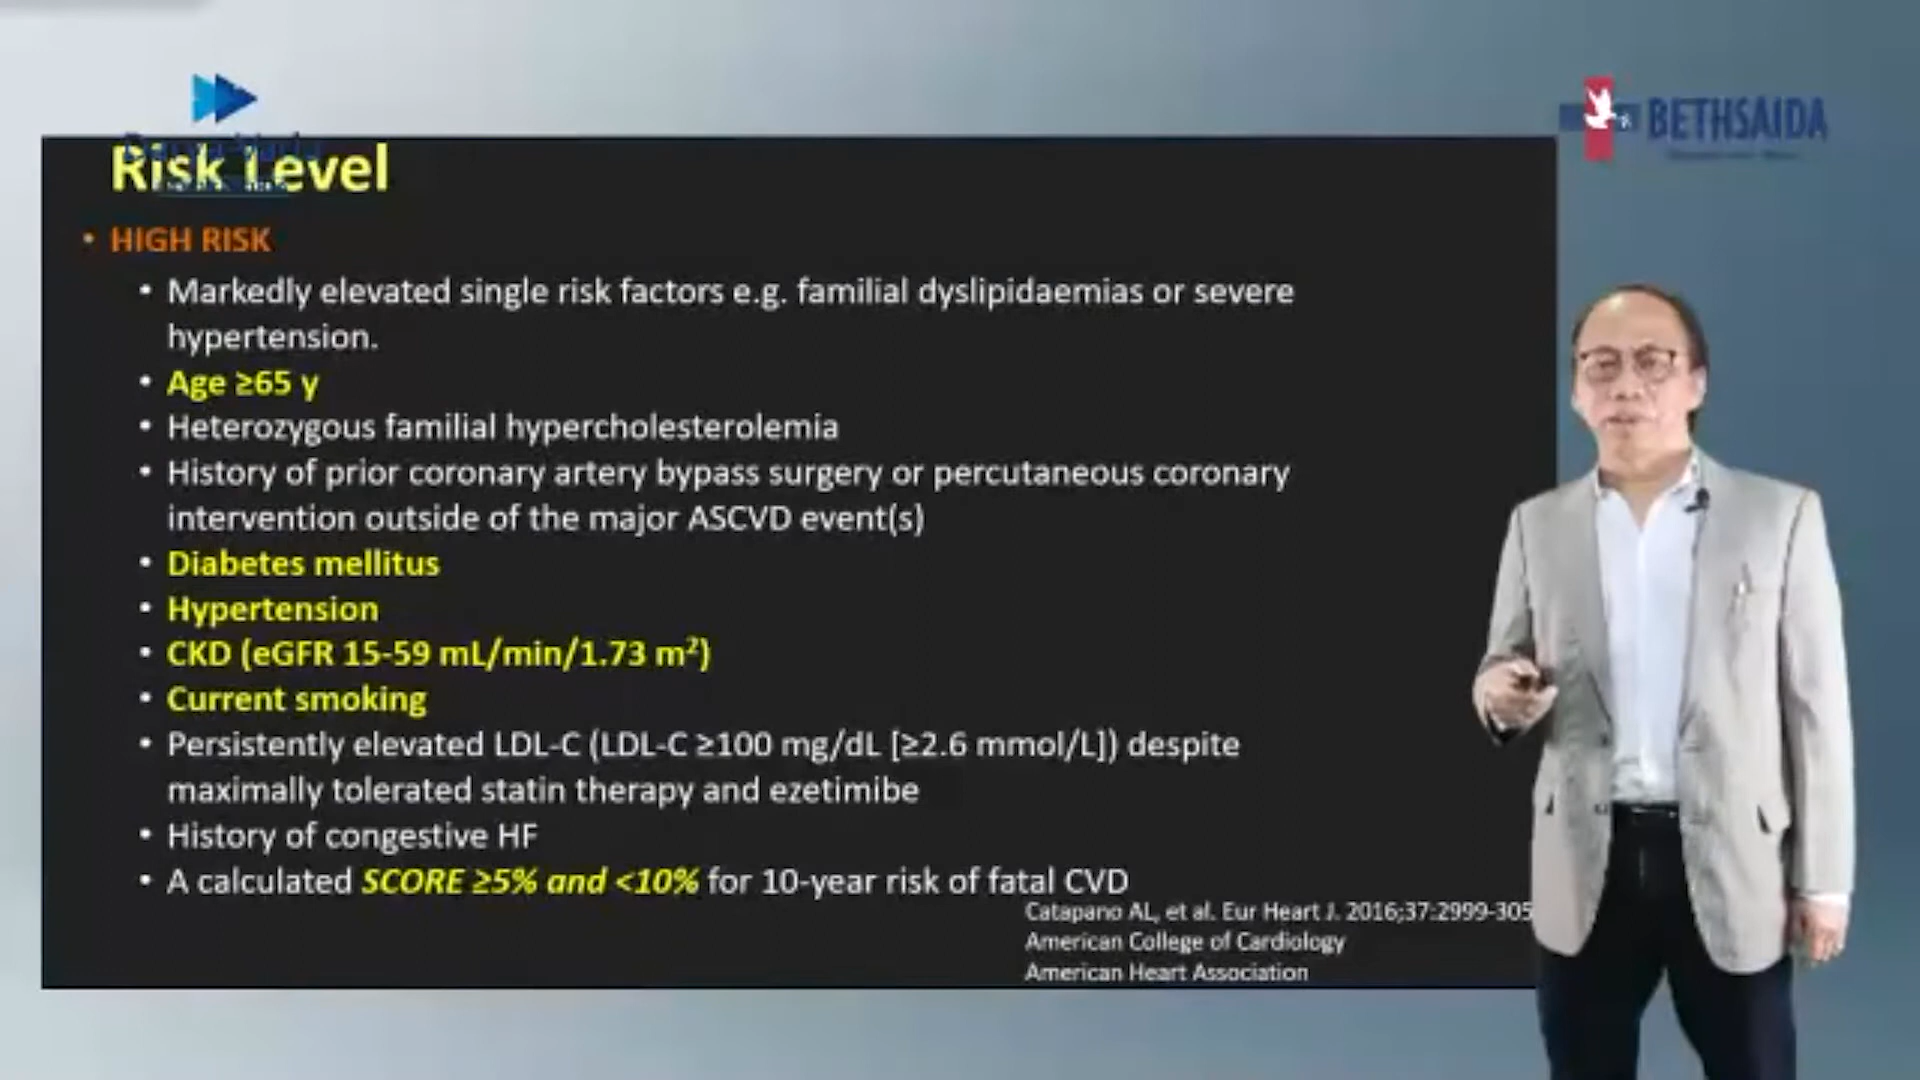 BETHSAIDA
Risk Level
• HIGH RISK
• Markedly elevated single risk factors e.g. familial dyslipidaemias or severe
hypertension.
• Age ≥65 y
• Heterozygous familial hypercholesterolemia
• History of prior coronary artery bypass surgery or percutaneous coronary
intervention outside of the major ASCVD event(s)
• Diabetes mellitus
• Hypertension
• CKD (eGFR 15-59 mL/min/1.73 m²)
• Current smoking
• Persistently elevated LDL-C (LDL-C ≥100 mg/dL [≥2.6 mmol/L]) despite
maximally tolerated statin therapy and ezetimibe
• History of congestive HF
• A calculated SCORE ≥5% and <10% for 10-year risk of fatal CVD
Catapano AL, et al. Eur Heart J. 2016;37:2999-305
American College of Cardiology
American Heart Association